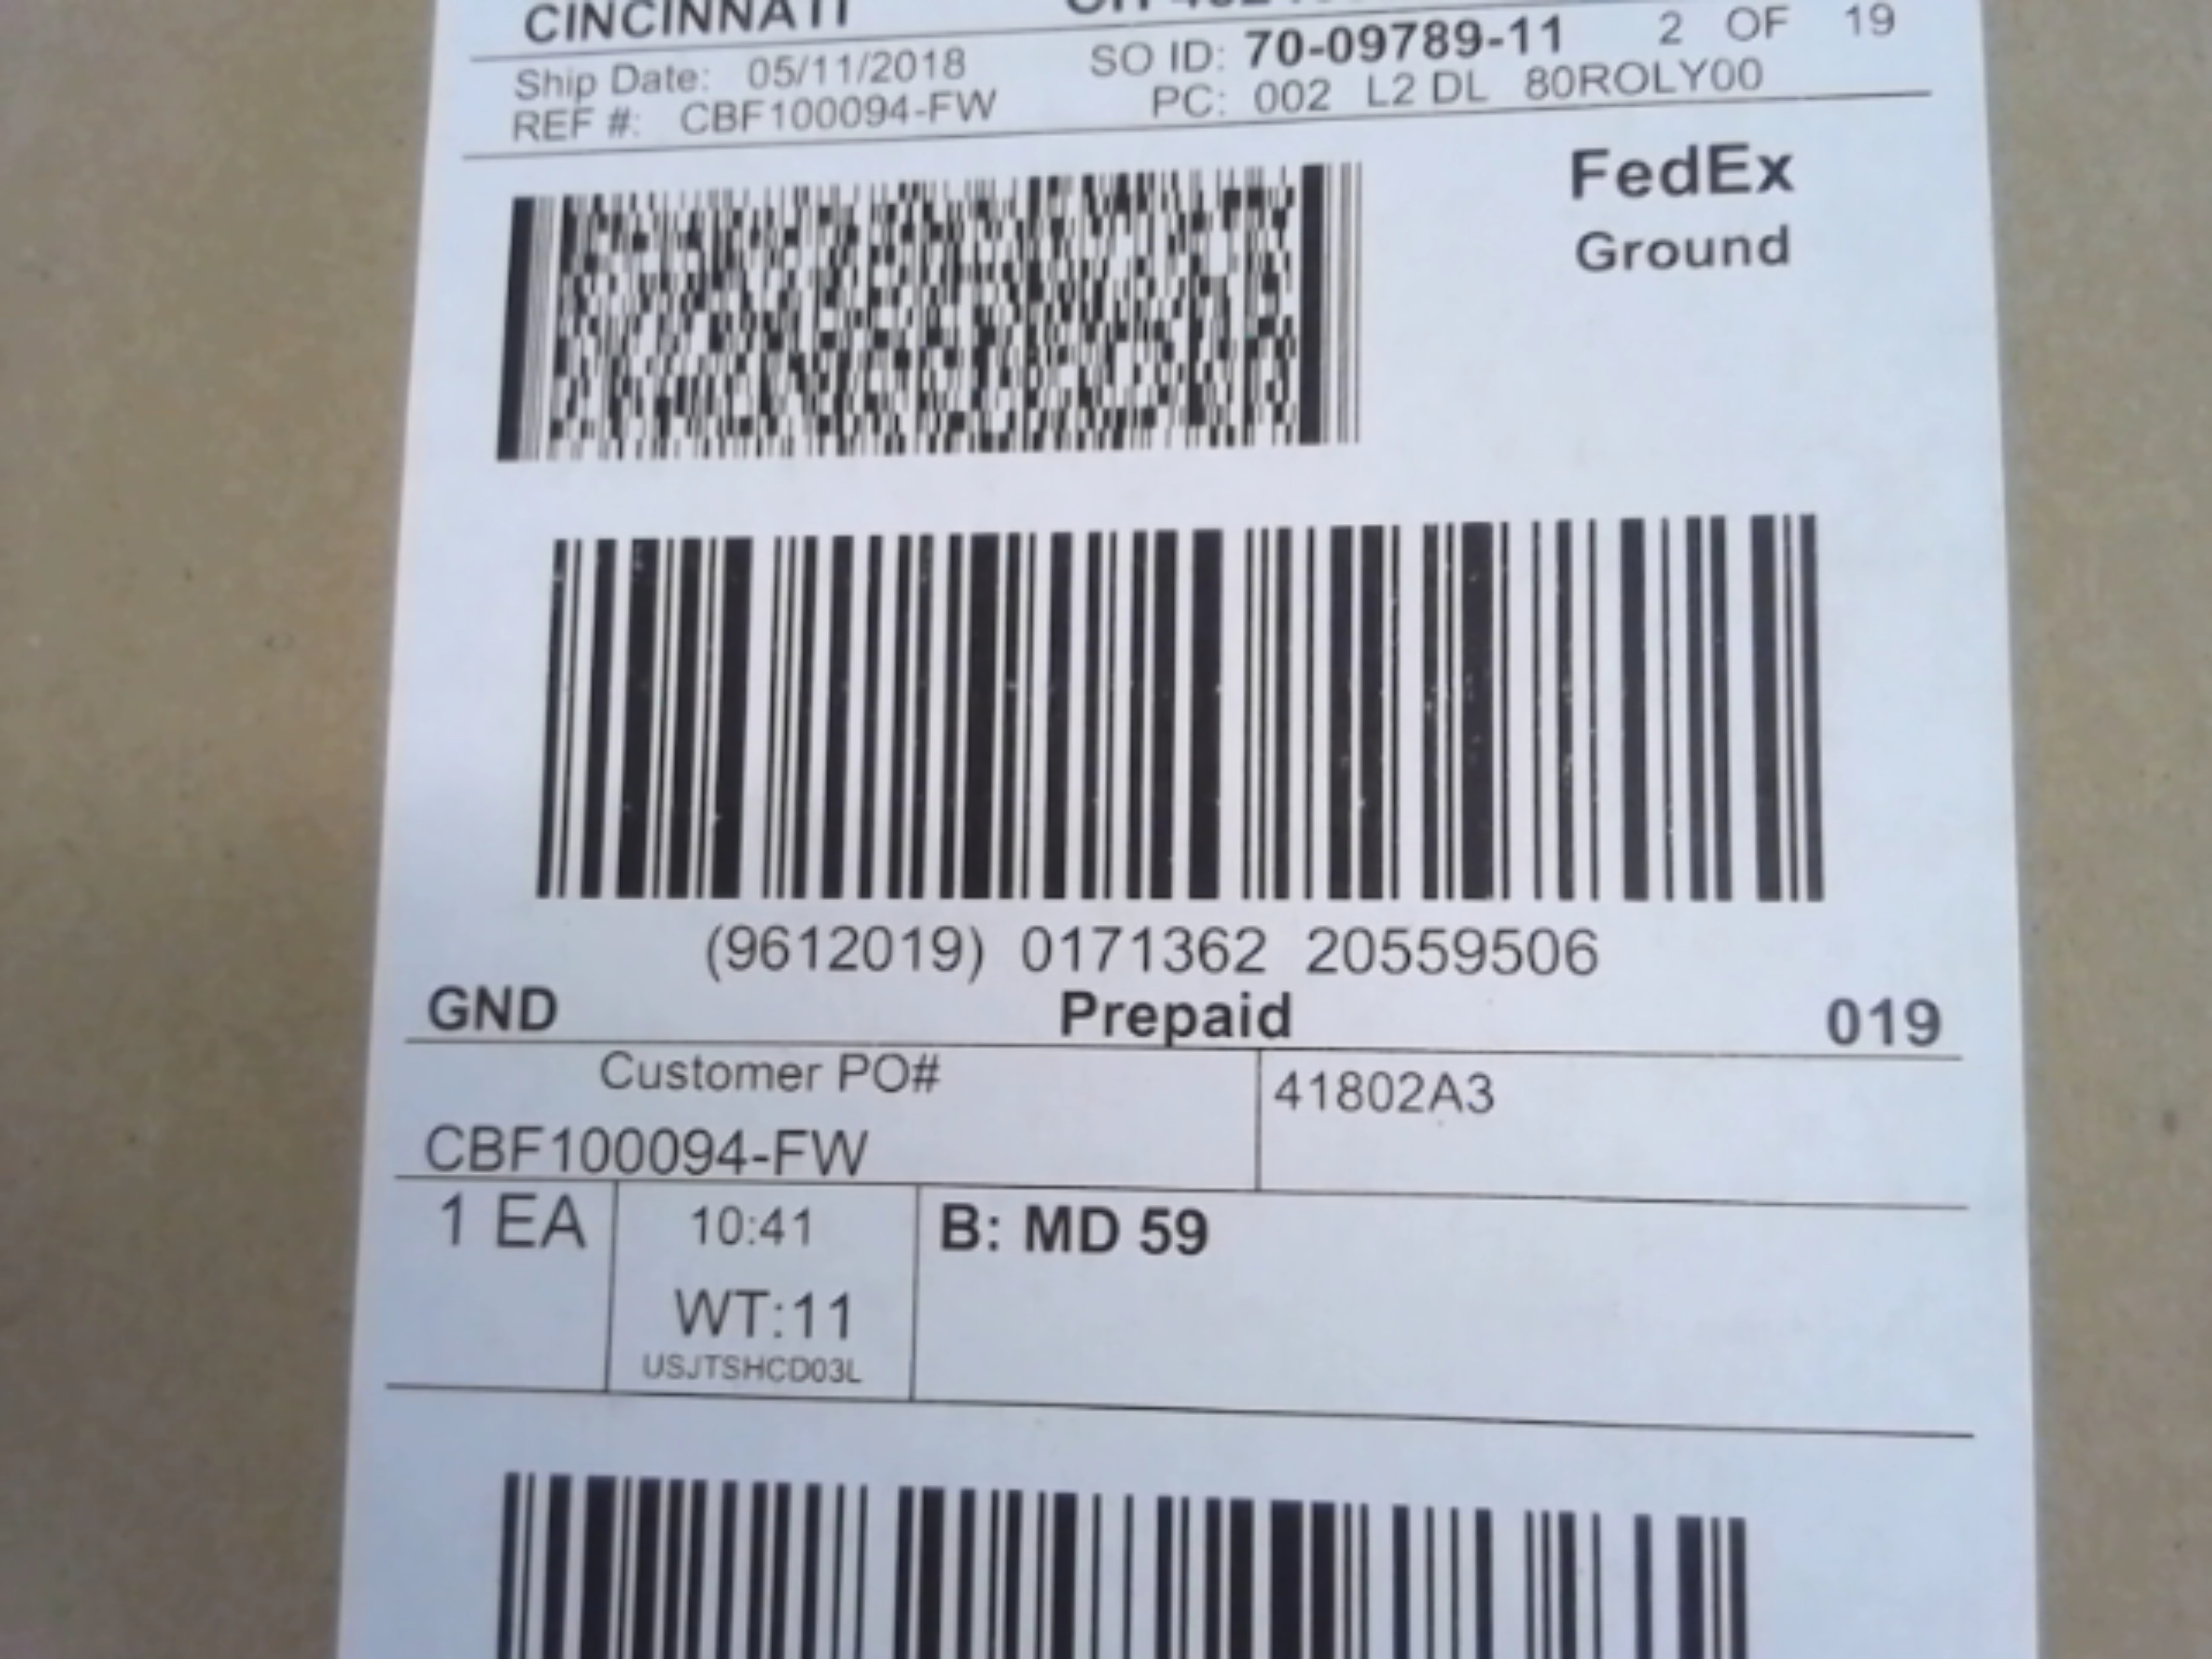 CINCINNATI OH
Ship Date: 05/11/2018 SO ID: 70-09789-11 2 OF 19
REF #: CBF100094-FW PC: 002 L2 DL 80ROLY00
FedEx
Ground
(9612019) 0171362 20559506
GND Prepaid 019
Customer PO# 41802A3
CBF100094-FW
1 EA 10:41 B: MD 59
WT:11
USJTSHCD03L